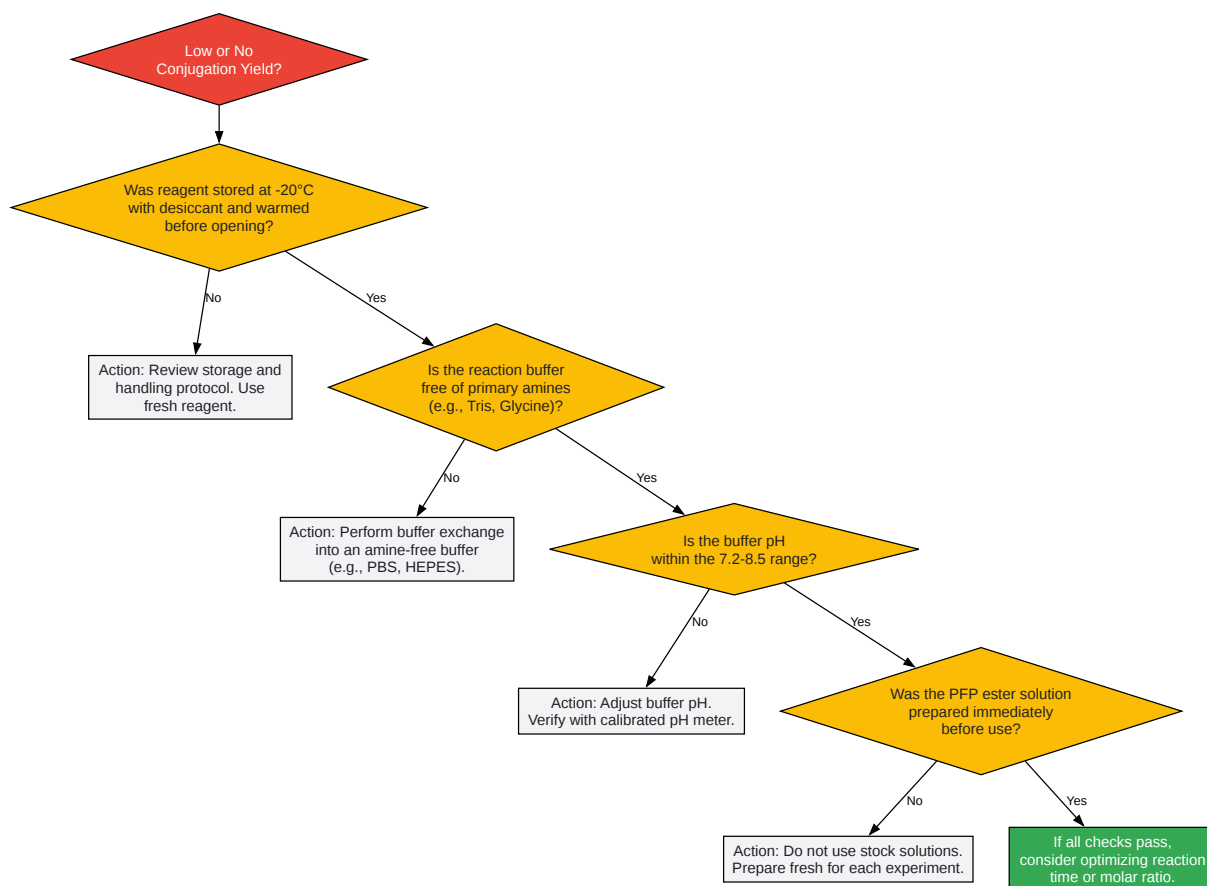 Low or No
Conjugation Yield?
Was reagent stored at -20°C
with desiccant and warmed
before opening?
No
Yes
Action: Review storage and
handling protocol. Use
fresh reagent.
Is the reaction buffer
free of primary amines
(e.g., Tris, Glycine)?
No
Yes
Action: Perform buffer exchange
into an amine-free buffer
(e.g., PBS, HEPES).
Is the buffer pH
within the 7.2-8.5 range?
No
Yes
Action: Adjust buffer pH.
Verify with calibrated pH meter.
Was the PFP ester solution
prepared immediately
before use?
No
Yes
Action: Do not use stock solutions.
Prepare fresh for each experiment.
If all checks pass,
consider optimizing reaction
time or molar ratio.